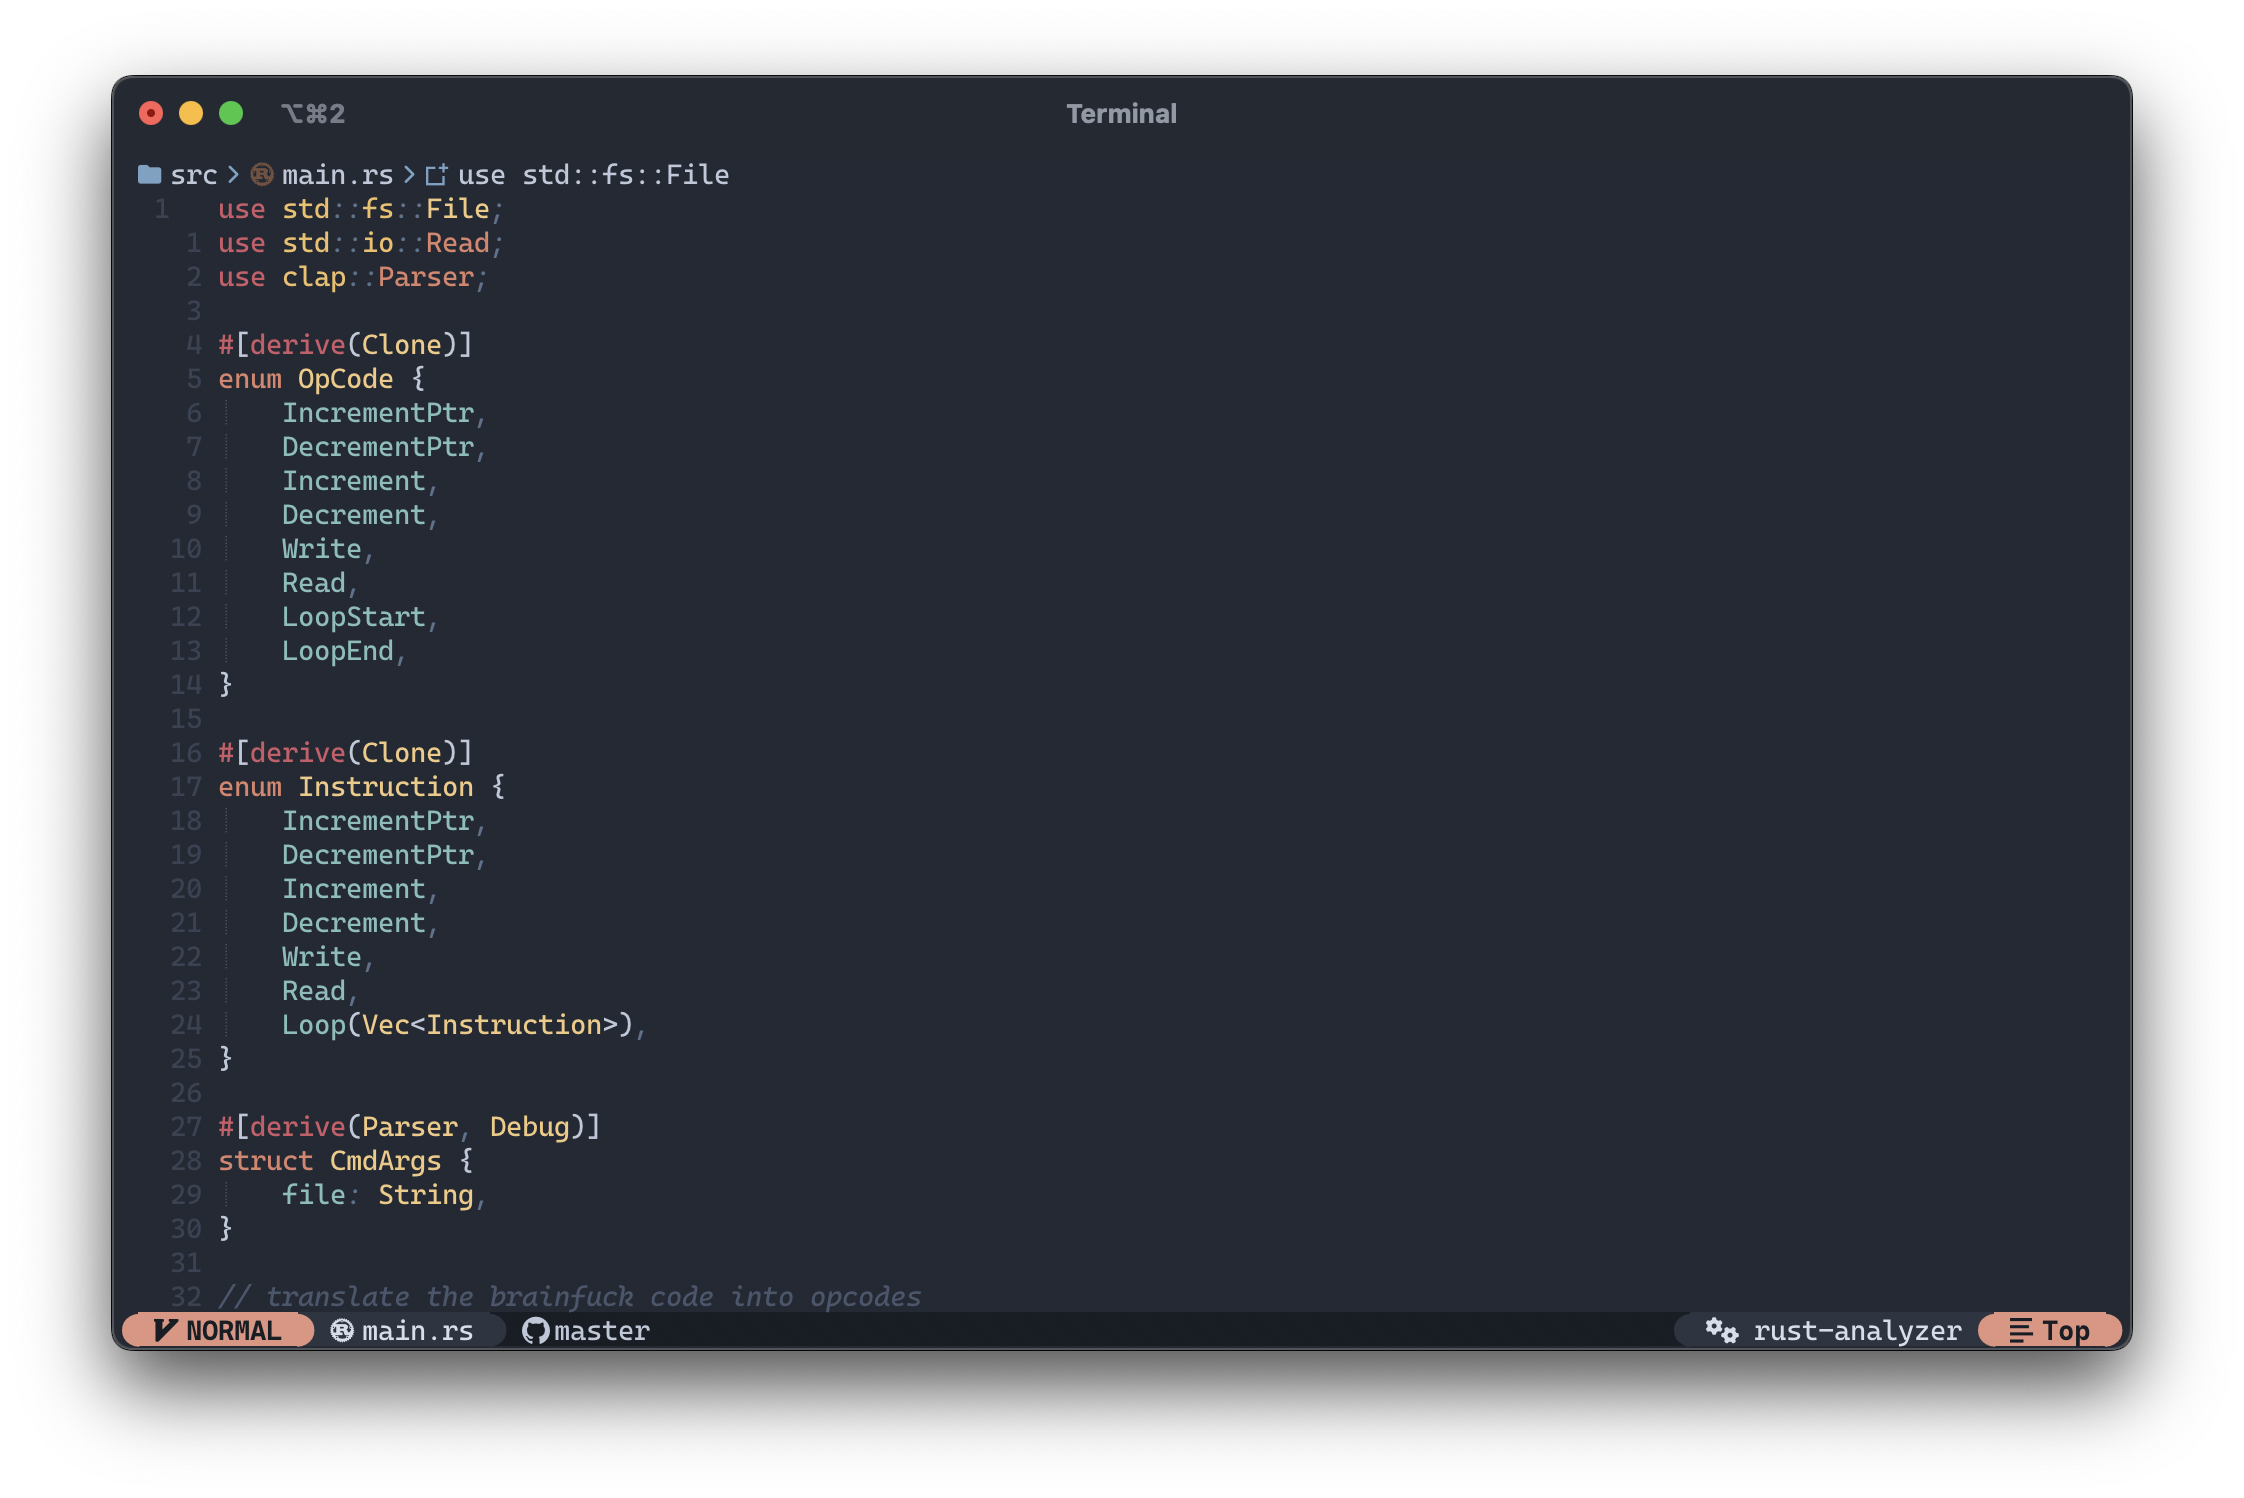 ⌥⌘2 Terminal
src > main.rs > use std::fs::File
1 use std::fs::File;
1 use std::io::Read;
2 use clap::Parser;
3
4 #[derive(Clone)]
5 enum OpCode {
6 IncrementPtr,
7 DecrementPtr,
8 Increment,
9 Decrement,
10 Write,
11 Read,
12 LoopStart,
13 LoopEnd,
14 }
15
16 #[derive(Clone)]
17 enum Instruction {
18 IncrementPtr,
19 DecrementPtr,
20 Increment,
21 Decrement,
22 Write,
23 Read,
24 Loop(Vec<Instruction>),
25 }
26
27 #[derive(Parser, Debug)]
28 struct CmdArgs {
29 file: String,
30 }
31
32 // translate the brainfuck code into opcodes
NORMAL main.rs master rust-analyzer Top